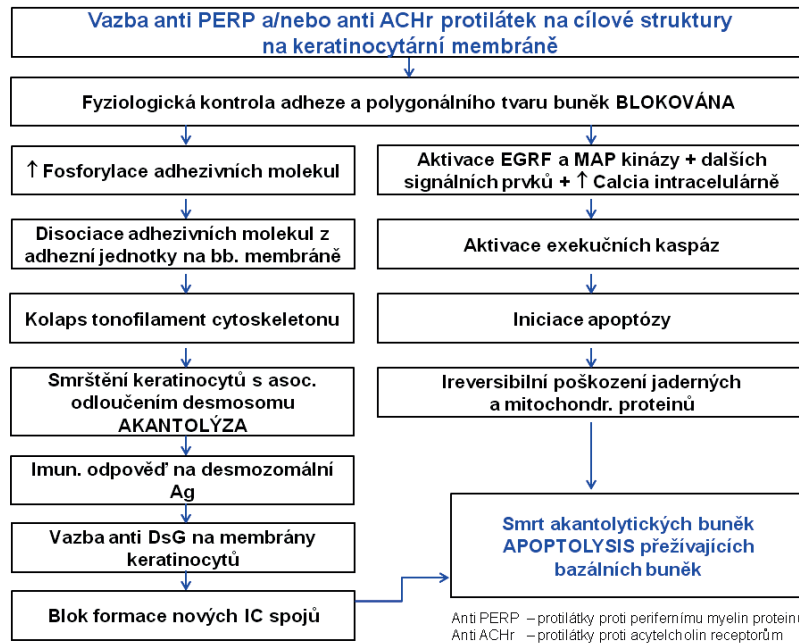 Vazba anti PERP a/nebo anti ACHr protilátek na cílové struktury
na keratinocytární membráně
Fyziologická kontrola adheze a polygonálního tvaru buněk BLOKOVÁNA
↑ Fosforylace adhezivních molekul
Disociace adhezivních molekul z
adhezní jednotky na bb. membráně
Kolaps tonofilament cytoskeletonu
Smrštění keratinocytů s asoc.
odloučením desmosomu
AKANTOLÝZA
Imun. odpověď na desmozomální
Ag
Vazba anti DsG na membrány
keratinocytů
Blok formace nových IC spojů
Aktivace EGRF a MAP kinázy + dalších
signálních prvků + ↑ Calcia intracelulárně
Aktivace exekučních kaspáz
Iniciace apoptózy
Ireversibilní poškození jaderných
a mitochondr. proteinů
Smrt akantolytických buněk
APOPTOLYSIS přežívajících
bazálních buněk
Anti PERP – protilátky proti perifernímu myelin proteinu
Anti ACHr – protilátky proti acytelcholin receptorům